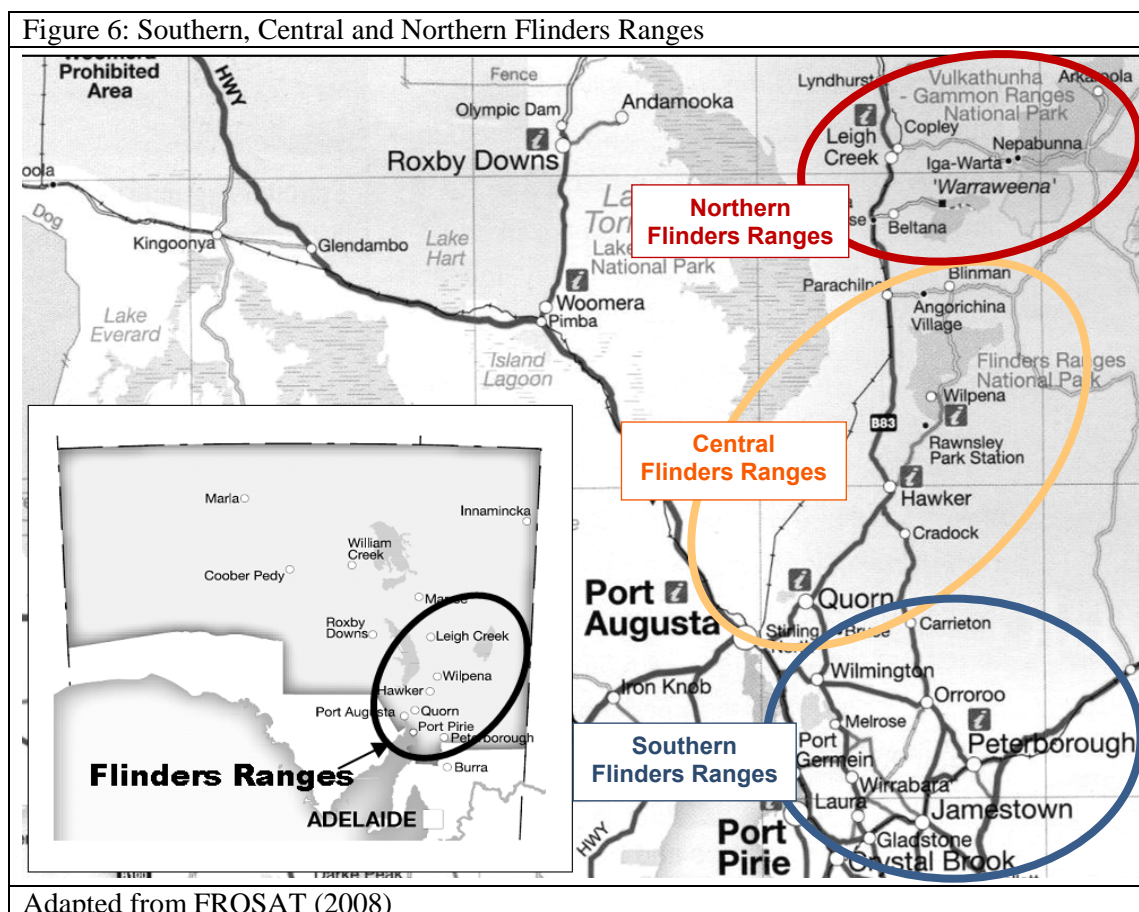 Figure 6: Southern, Central and Northern Flinders Ranges
Prohibited
Area
HWY
Fence
Olympic Dam
Andamooka
Roxby Downs
Lyndhurst
Vulkathunha
- Gammon Ranges
National Park
Arkaroola
Copley
Leigh
Creek
Nepabunna
Iga-Warta
'Warraweena'
Beltana
Northern
Flinders Ranges
Dog
Kingoonya
Glendambo
Lake
Hart
National Park
Woomera
Pimba
Lake
Everard
Island
Lagoon
Parachilna
Blinman
Angorichina
Village
Flinders Ranges
National Park
Wilpena
B83
Rawnsley
Park Station
Hawker
Cradock
Central
Flinders Ranges
Port
Augusta
Quorn
Stirling
Bruce
Carrieton
Wilmington
Iron Knob
Orroroo
Melrose
Peterborough
Port
Germein
Wirrabara
Laura
Jamestown
Gladstone
Crystal Brook
Port
Pirie
HWY
Southern
Flinders Ranges
Marla
Innamincka
William
Creek
Coober Pedy
Roxby
Downs
Leigh Creek
Wilpena
Hawker
Port Augusta
Quorn
Port Pirie
Peterborough
Burra
Flinders Ranges
ADELAIDE
Adapted from FROSAT (2008)